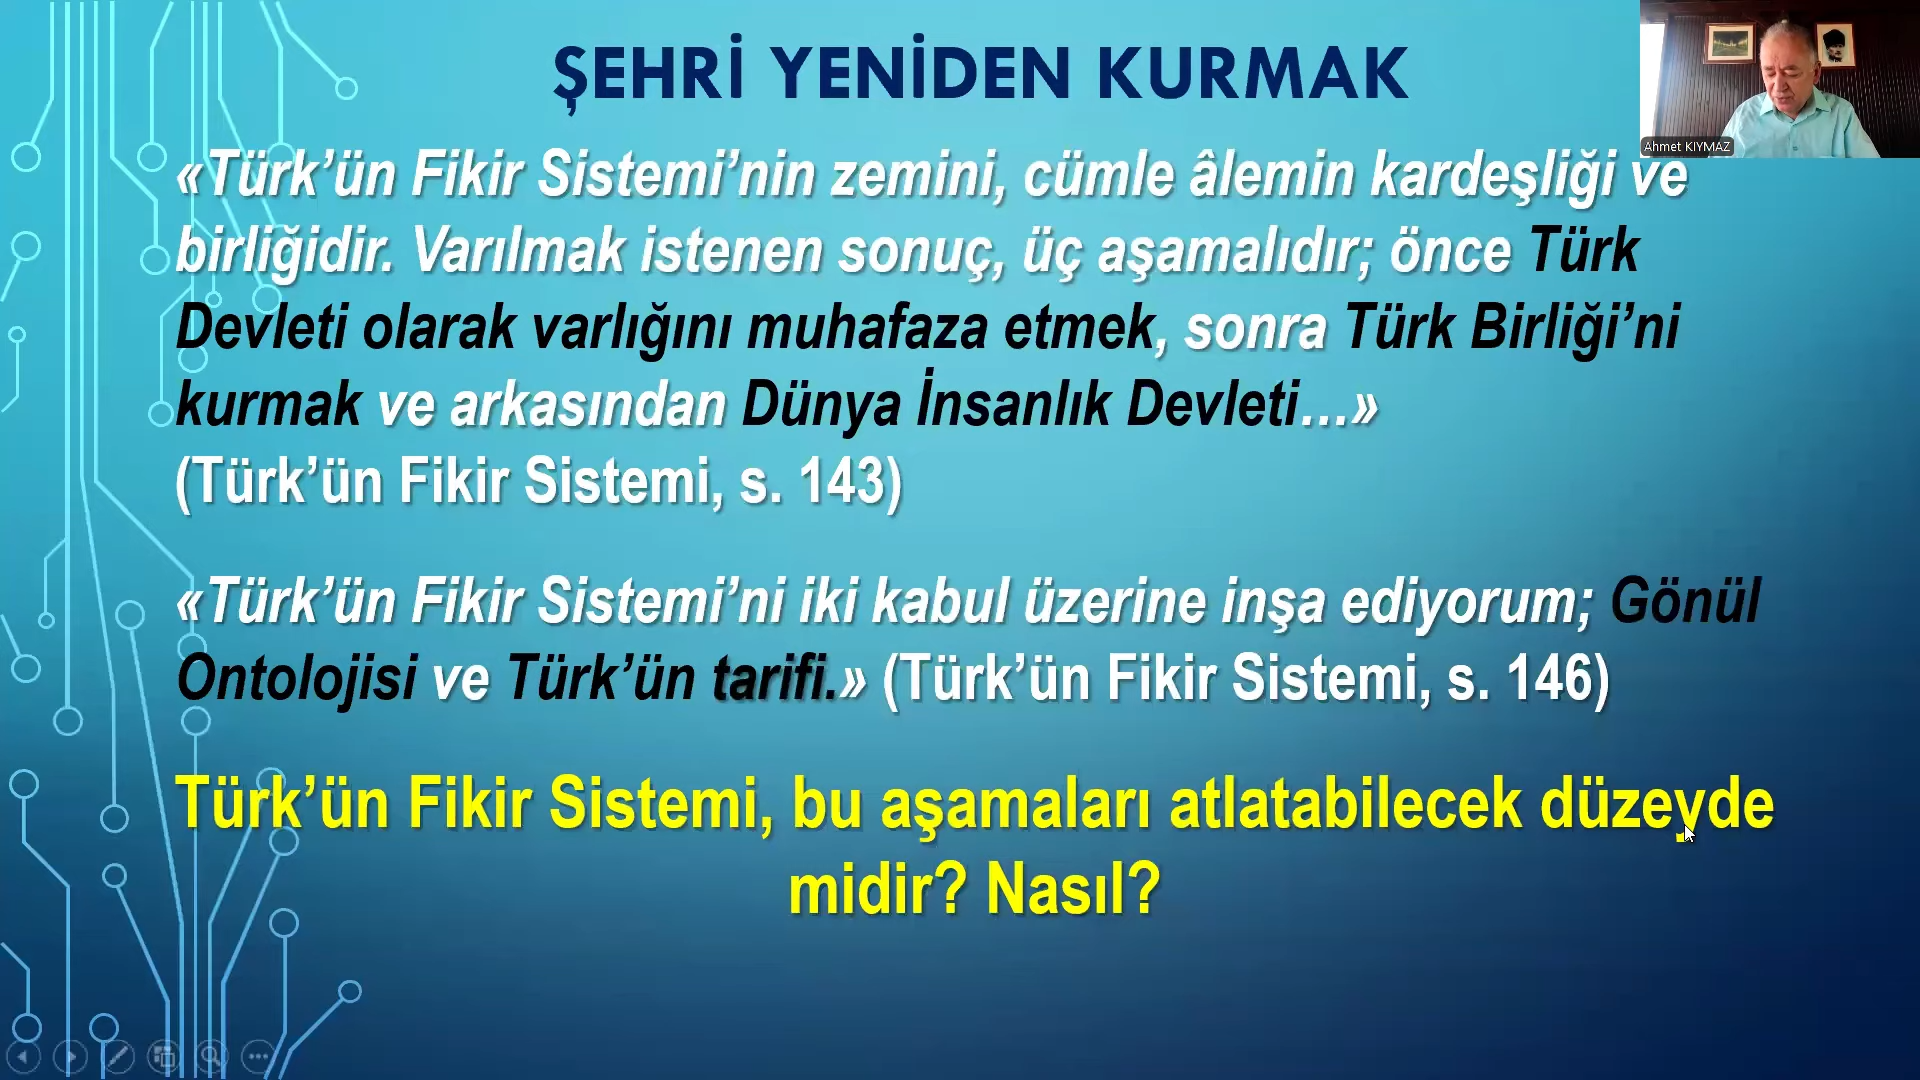 ŞEHRİ YENİDEN KURMAK
Ahmet KIYMAZ
«Türk’ün Fikir Sistemi’nin zemini, cümle âlemin kardeşliği ve
birliğidir. Varılmak istenen sonuç, üç aşamalıdır; önce Türk
Devleti olarak varlığını muhafaza etmek, sonra Türk Birliği’ni
kurmak ve arkasından Dünya İnsanlık Devleti…»
(Türk’ün Fikir Sistemi, s. 143)
«Türk’ün Fikir Sistemi’ni iki kabul üzerine inşa ediyorum; Gönül
Ontolojisi ve Türk’ün tarifi.» (Türk’ün Fikir Sistemi, s. 146)
Türk’ün Fikir Sistemi, bu aşamaları atlatabilecek düzeyde
midir? Nasıl?